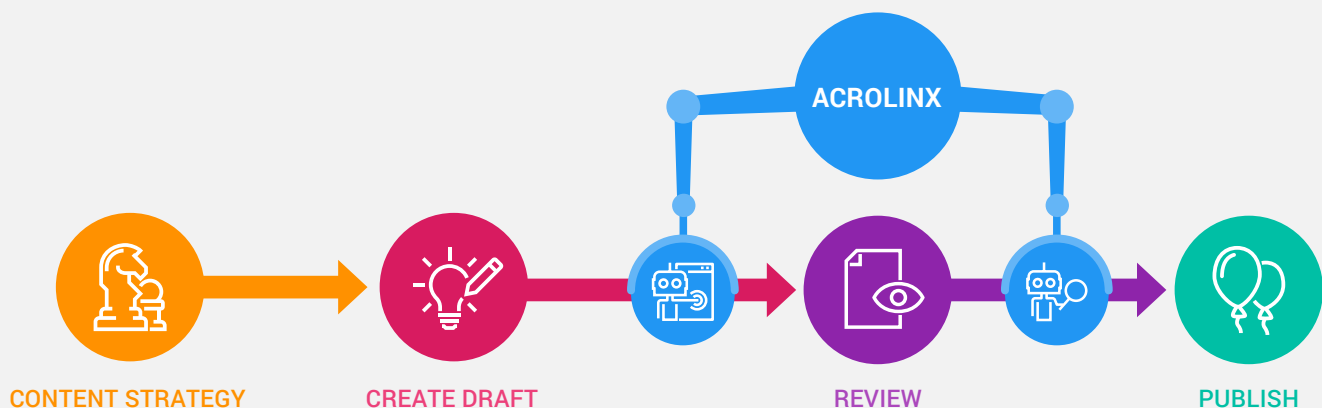 ACROLINX
CONTENT STRATEGY
CREATE DRAFT
REVIEW
PUBLISH